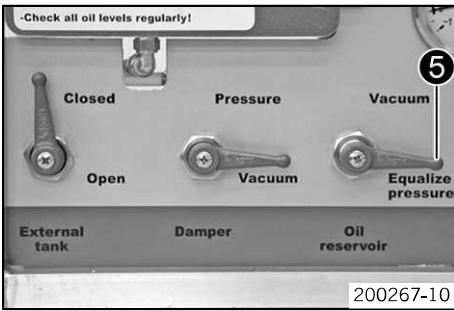 -Check all oil levels regularly!
5
Closed
Pressure
Vacuum
Open
Vacuum
Equalize
pressure
External
tank
Damper
Oil
reservoir
200267-10